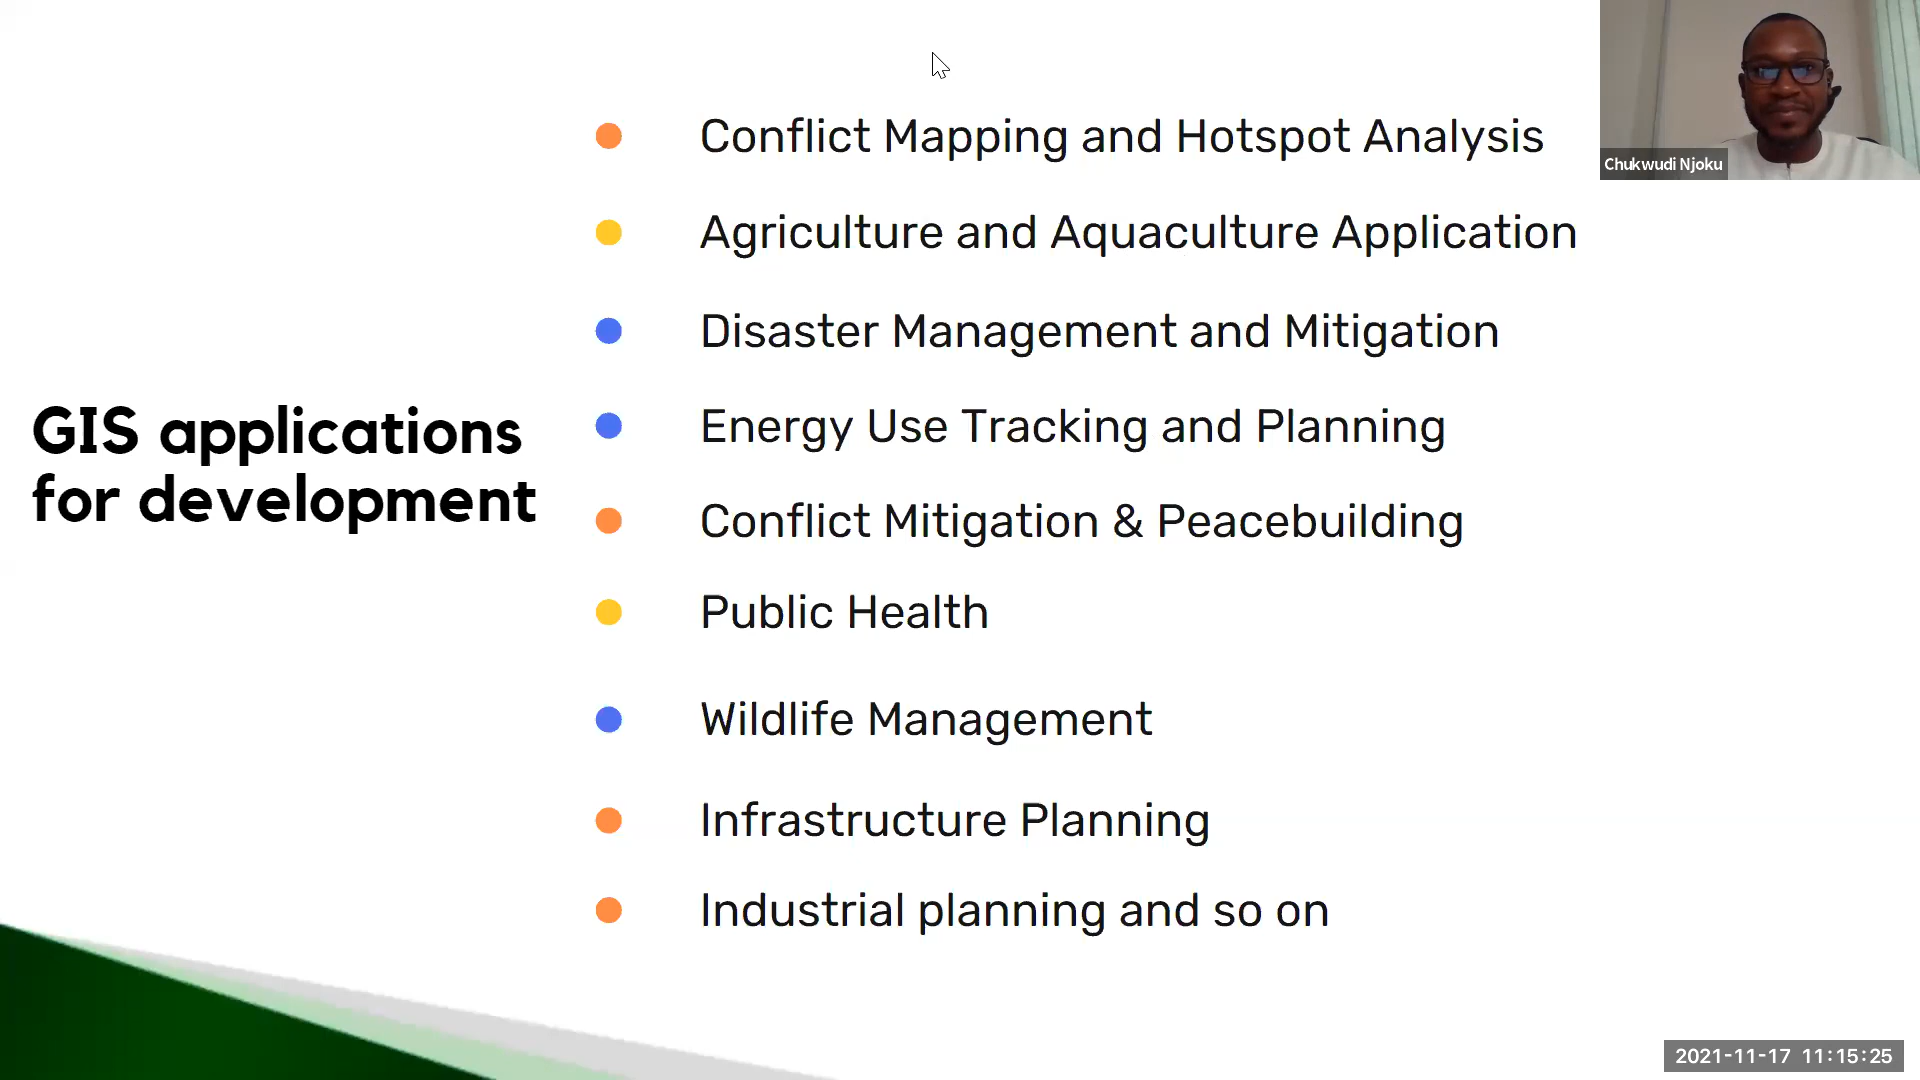 GIS applications
for development
Conflict Mapping and Hotspot Analysis
Agriculture and Aquaculture Application
Disaster Management and Mitigation
Energy Use Tracking and Planning
Conflict Mitigation & Peacebuilding
Public Health
Wildlife Management
Infrastructure Planning
Industrial planning and so on
Chukwudi Njoku
2021-11-17 11:15:25